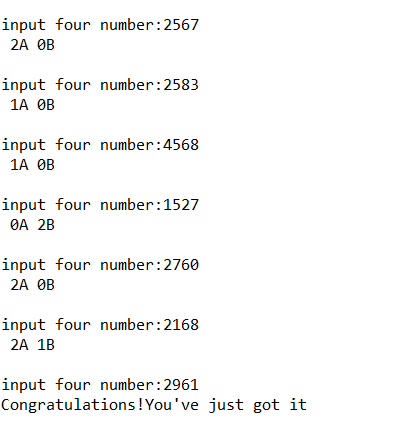 input four number:2567
2A 0B
input four number:2583
1A 0B
input four number:4568
1A 0B
input four number:1527
0A 2B
input four number:2760
2A 0B
input four number:2168
2A 1B
input four number:2961
Congratulations!You've just got it